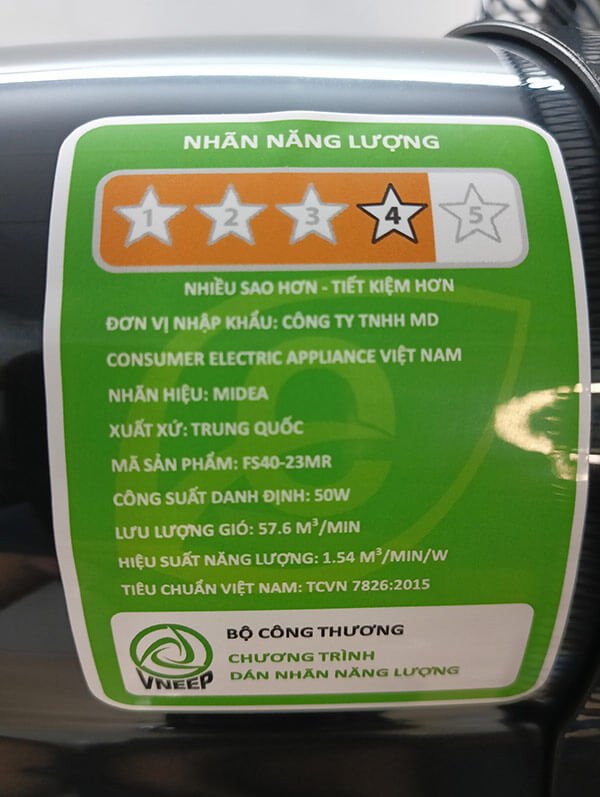 NHÃN NĂNG LƯỢNG
1 2 3 4 5
NHIỀU SAO HƠN - TIẾT KIỆM HƠN
ĐƠN VỊ NHẬP KHẨU: CÔNG TY TNHH MD
CONSUMER ELECTRIC APPLIANCE VIỆT NAM
NHÃN HIỆU: MIDEA
XUẤT XỨ: TRUNG QUỐC
MÃ SẢN PHẨM: FS40-23MR
CÔNG SUẤT DANH ĐỊNH: 50W
LƯU LƯỢNG GIÓ: 57.6 M³/MIN
HIỆU SUẤT NĂNG LƯỢNG: 1.54 M³/MIN/W
TIÊU CHUẨN VIỆT NAM: TCVN 7826:2015
BỘ CÔNG THƯƠNG
CHƯƠNG TRÌNH
DÁN NHÃN NĂNG LƯỢNG
VNEEP